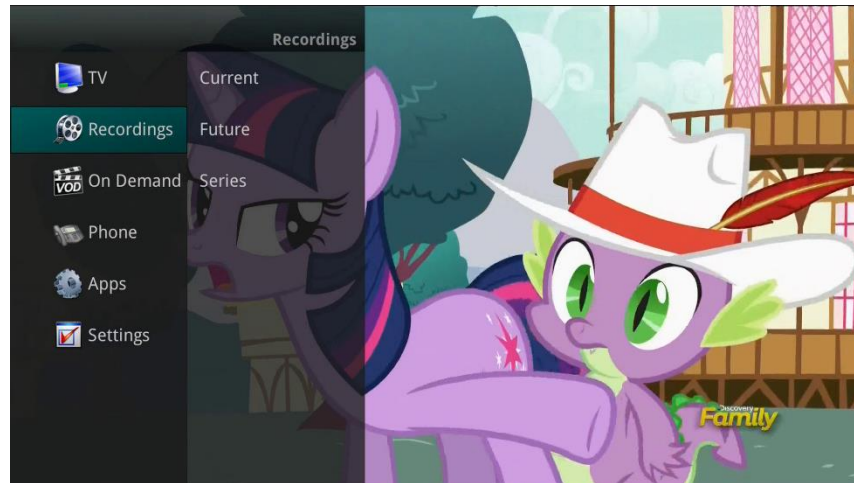 Recordings
TV
Recordings
VOD
On Demand
Phone
Apps
Settings
Current
Future
Series
Discovery
Family